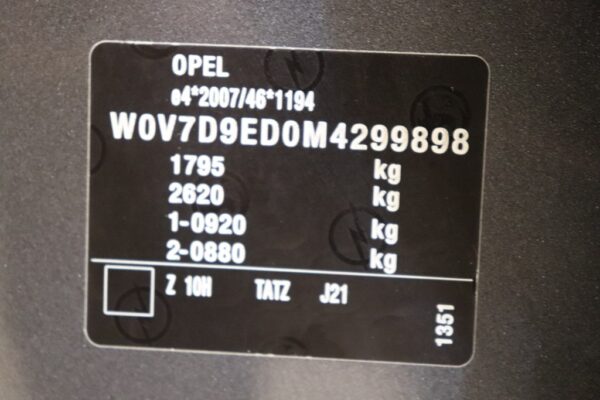 OPEL
e4*2007/46*1194
W0V7D9ED0M4299898
1795 kg
2620 kg
1-0920 kg
2-0880 kg
Z 10H TATZ J21
1351